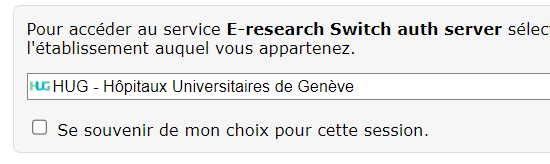 Pour accéder au service E-research Switch auth server sélec
l'établissement auquel vous appartenez.
HUG HUG - Hôpitaux Universitaires de Genève
Se souvenir de mon choix pour cette session.